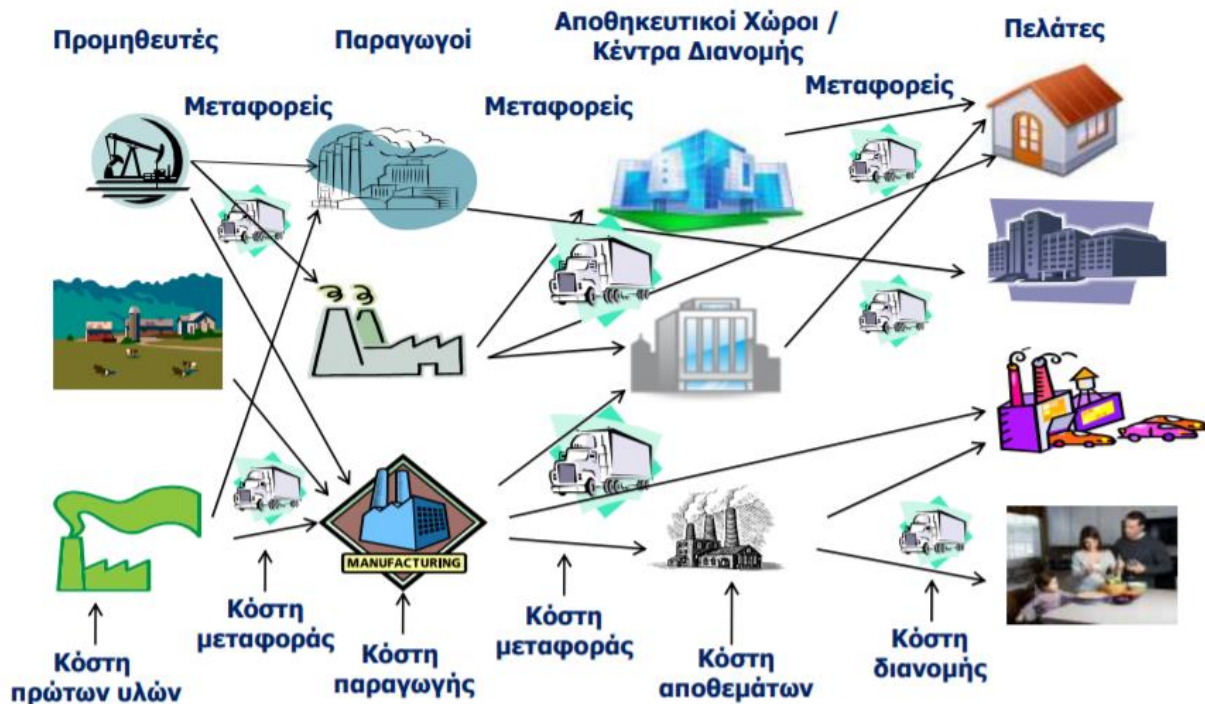 Προμηθευτές
Παραγωγοί
Αποθηκευτικοί Χώροι /
Κέντρα Διανομής
Πελάτες
Μεταφορείς
Μεταφορείς
Μεταφορείς
MANUFACTURING
Κόστη
πρώτων υλών
Κόστη
μεταφοράς
Κόστη
παραγωγής
Κόστη
μεταφοράς
Κόστη
αποθεμάτων
Κόστη
διανομής